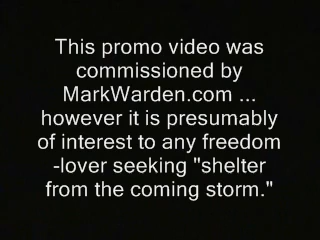 This promo video was
commissioned by
MarkWarden.com ...
however it is presumably
of interest to any freedom
-lover seeking "shelter
from the coming storm."